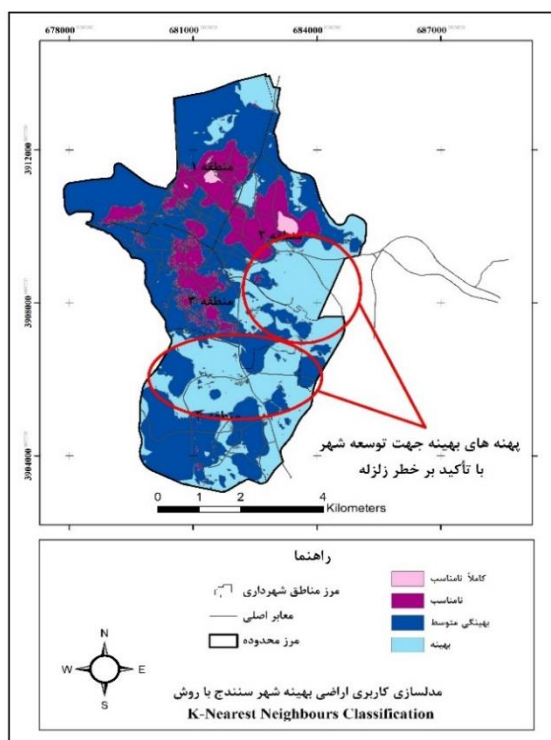 678000 681000 684000 687000
3912000
منطقه ۱
منطقه ۲
3908000
منطقه ۳
پهنه های بهینه جهت توسعه شهر
با تأکید بر خطر زلزله
3904000
0 1 2 4
Kilometers
راهنما
کاملاً نامناسب
نامناسب
بهینگی متوسط
بهینه
مرز مناطق شهرداری
معابر اصلی
مرز محدوده
N
W E
S
مدلسازی کاربری اراضی بهینه شهر سنندج با روش
K-Nearest Neighbours Classification